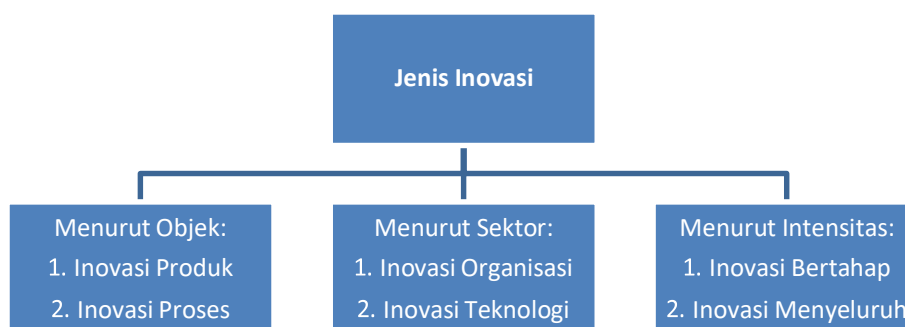 Jenis Inovasi
Menurut Objek:
1. Inovasi Produk
2. Inovasi Proses
Menurut Sektor:
1. Inovasi Organisasi
2. Inovasi Teknologi
Menurut Intensitas:
1. Inovasi Bertahap
2. Inovasi Menyeluruh